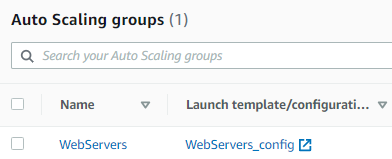 Auto Scaling groups (1)
Search your Auto Scaling groups
Name Launch template/configurati...
WebServers WebServers_config